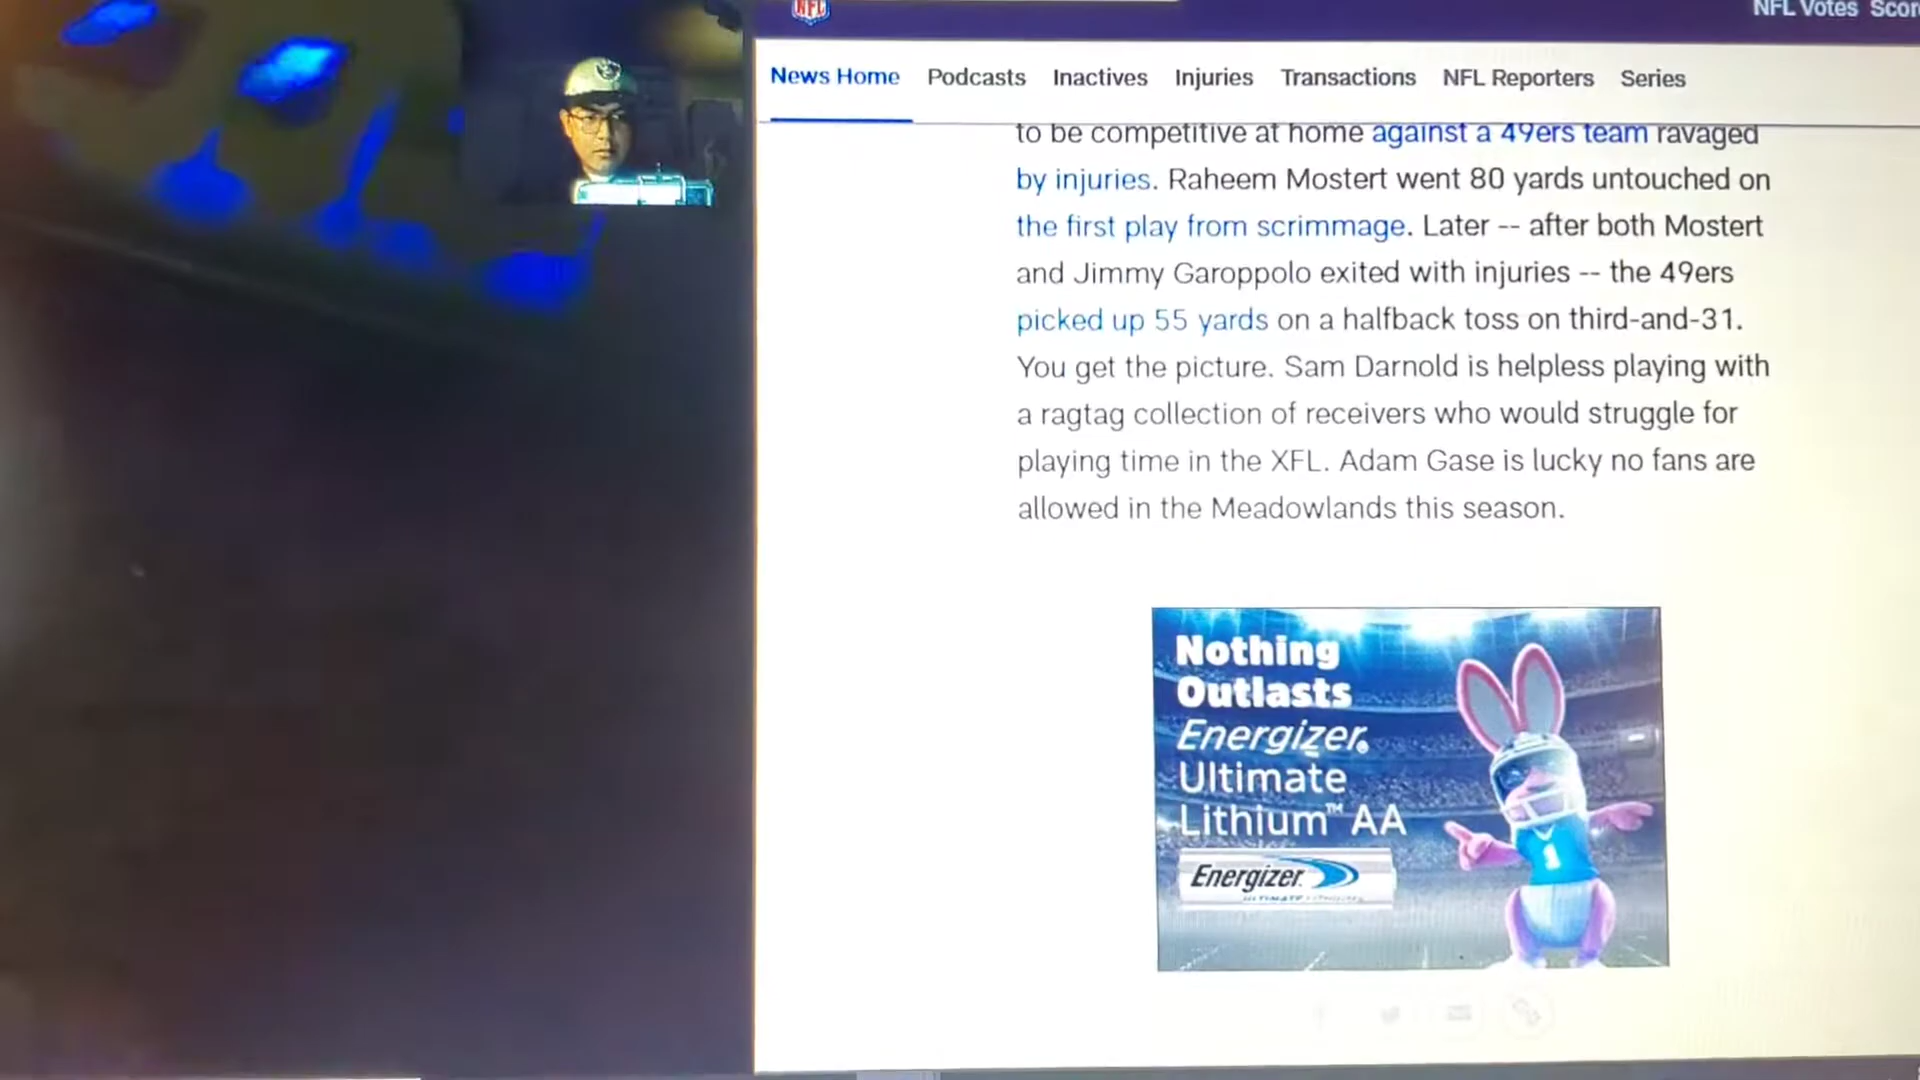 NFL
NFL Votes Scor
News Home Podcasts Inactives Injuries Transactions NFL Reporters Series
to be competitive at home against a 49ers team ravaged
by injuries. Raheem Mostert went 80 yards untouched on
the first play from scrimmage. Later -- after both Mostert
and Jimmy Garoppolo exited with injuries -- the 49ers
picked up 55 yards on a halfback toss on third-and-31.
You get the picture. Sam Darnold is helpless playing with
a ragtag collection of receivers who would struggle for
playing time in the XFL. Adam Gase is lucky no fans are
allowed in the Meadowlands this season.
Nothing
Outlasts
Energizer®
Ultimate
Lithium™ AA
Energizer
ULTIMATE LITHIUM
1